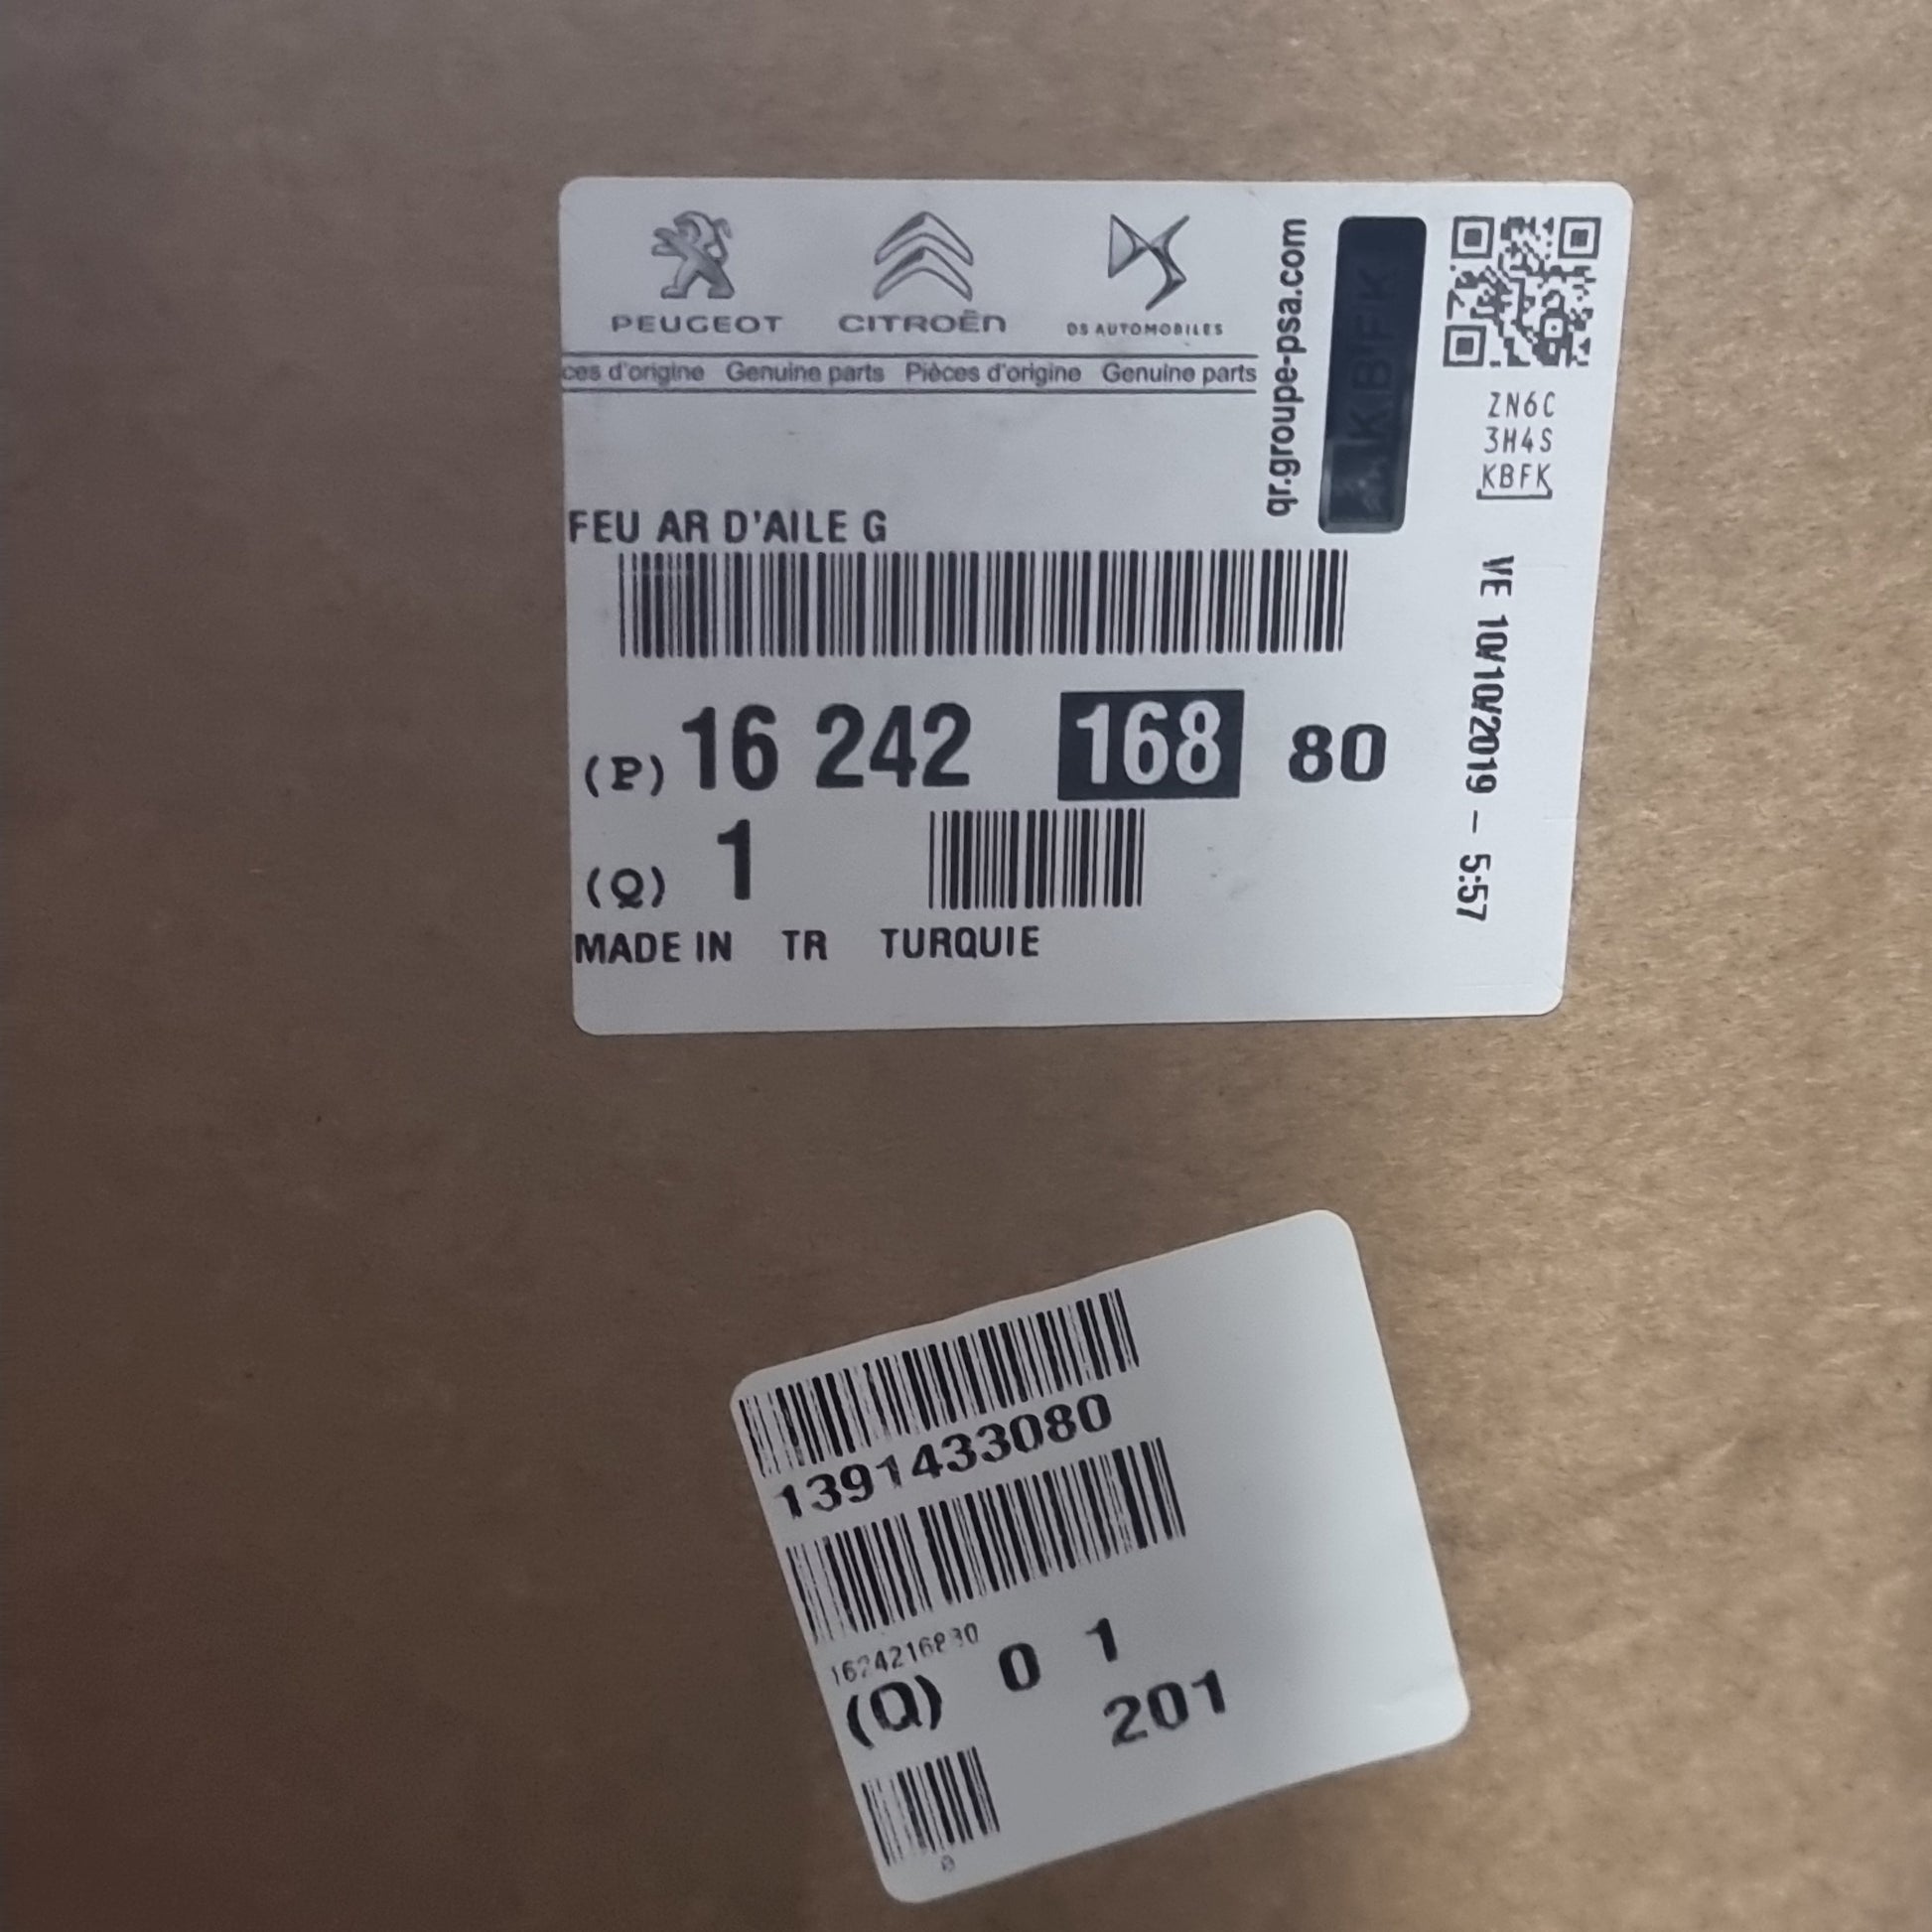 PEUGEOT CITROËN DS AUTOMOBILES
ces d'origine Genuine parts Pièces d'origine Genuine parts
qr.groupe-psa.com
KBFK
ZN6C
3H4S
KBFK
FEU AR D'AILE G
(P) 16 242 168 80
(Q) 1
MADE IN TR TURQUIE
VE 10/10/2019 - 5:57
1391433080
(Q) 0 1
201
0